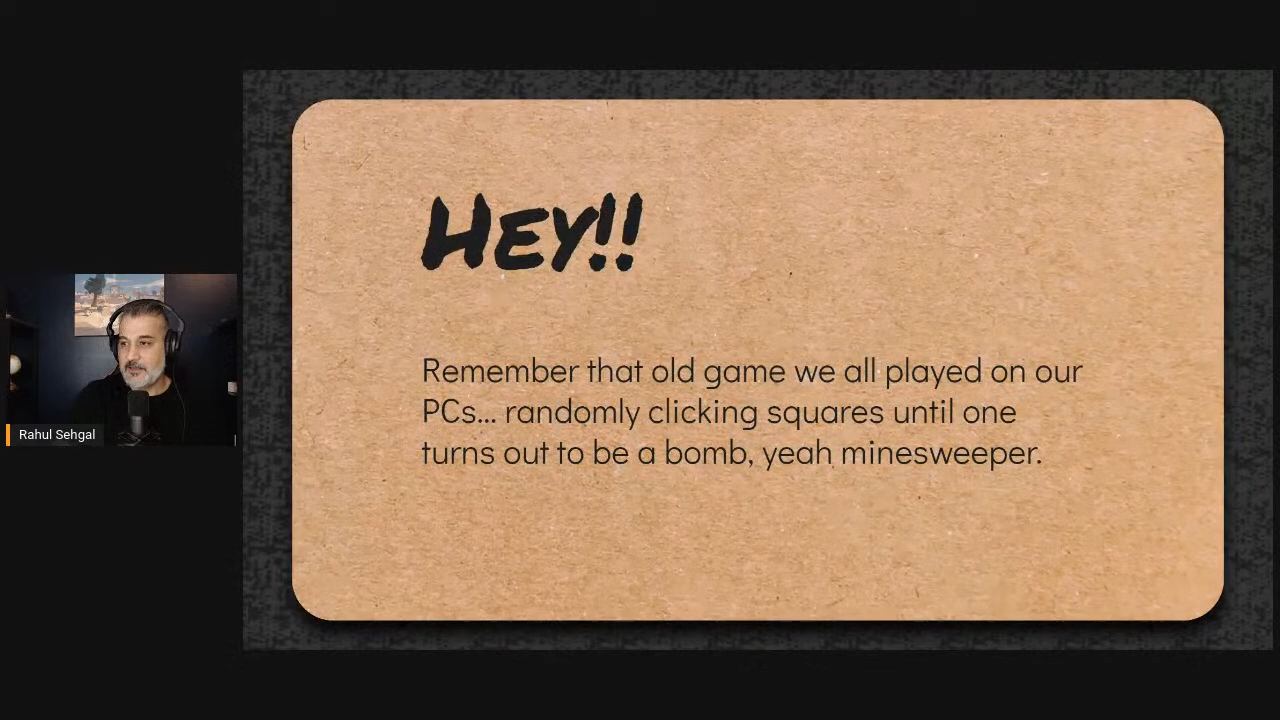 Hey!!
Remember that old game we all played on our
PCs... randomly clicking squares until one
turns out to be a bomb, yeah minesweeper.
Rahul Sehgal